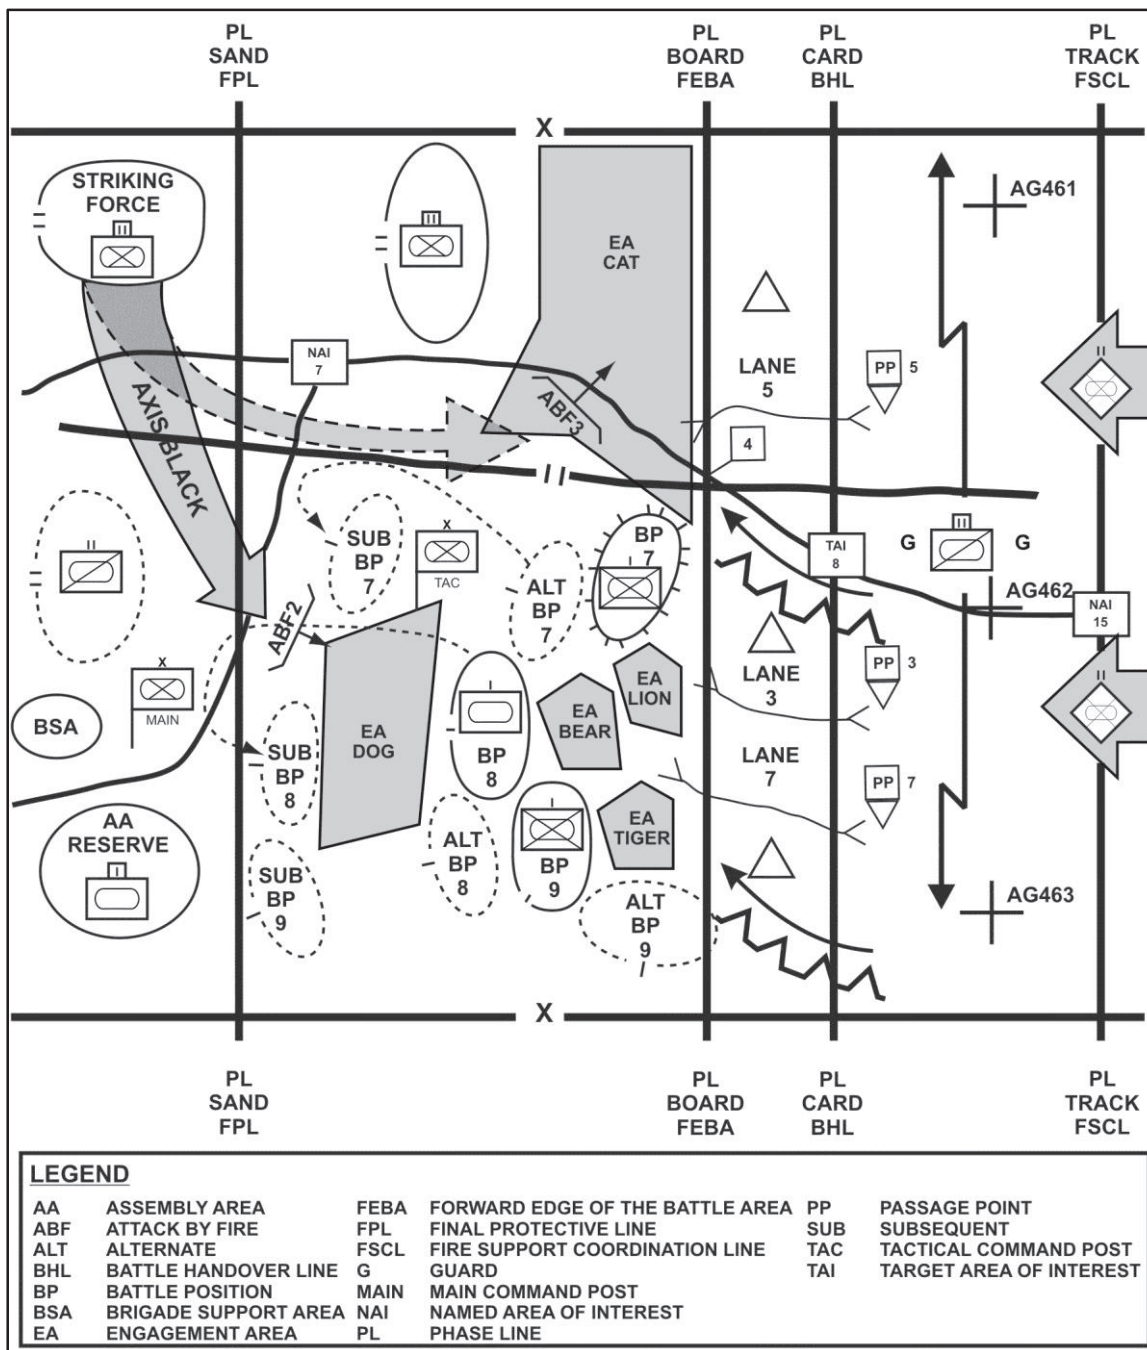 PL
SAND
FPL
PL
BOARD
FEBA
PL
CARD
BHL
PL
TRACK
FSCL
X
STRIKING
FORCE
II
II
AG461
EA
CAT
NAI
7
LANE
5
PP
5
II
AXIS BLACK
ABF3
4
II
II
SUB
BP
7
X
TAC
ALT
BP
7
BP
7
I
TAI
8
G
II
G
AG462
NAI
15
ABF2
X
MAIN
BSA
EA
DOG
I
BP
8
EA
LION
EA
BEAR
LANE
3
PP
3
II
SUB
BP
8
LANE
7
PP
7
AA
RESERVE
I
SUB
BP
9
ALT
BP
8
I
BP
9
EA
TIGER
ALT
BP
9
AG463
X
PL
SAND
FPL
PL
BOARD
FEBA
PL
CARD
BHL
PL
TRACK
FSCL
LEGEND
AA ASSEMBLY AREA
ABF ATTACK BY FIRE
ALT ALTERNATE
BHL BATTLE HANDOVER LINE
BP BATTLE POSITION
BSA BRIGADE SUPPORT AREA
EA ENGAGEMENT AREA
FEBA FORWARD EDGE OF THE BATTLE AREA
FPL FINAL PROTECTIVE LINE
FSCL FIRE SUPPORT COORDINATION LINE
G GUARD
MAIN MAIN COMMAND POST
NAI NAMED AREA OF INTEREST
PL PHASE LINE
PP PASSAGE POINT
SUB SUBSEQUENT
TAC TACTICAL COMMAND POST
TAI TARGET AREA OF INTEREST